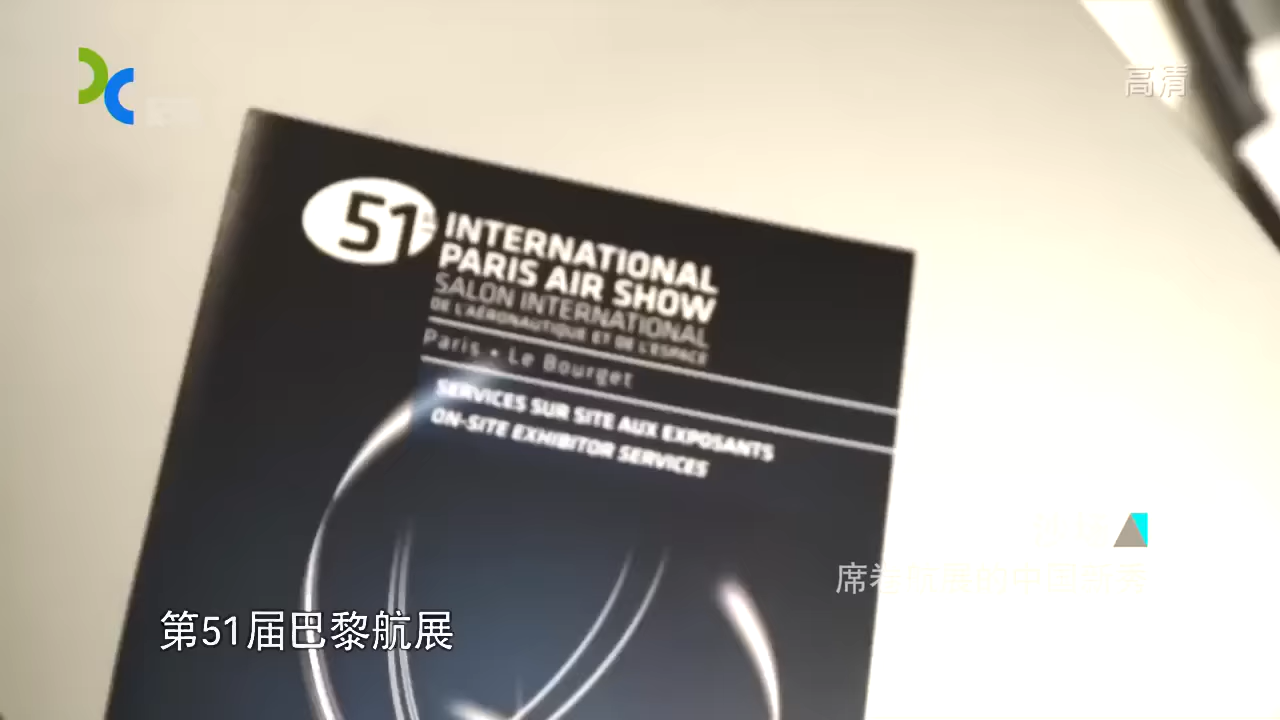 高清
51
INTERNATIONAL
PARIS AIR SHOW
SALON INTERNATIONAL
DE L'AÉRONAUTIQUE ET DE L'ESPACE
Paris • Le Bourget
SERVICES SUR SITE AUX EXPOSANTS
ON-SITE EXHIBITOR SERVICES
第51届巴黎航展